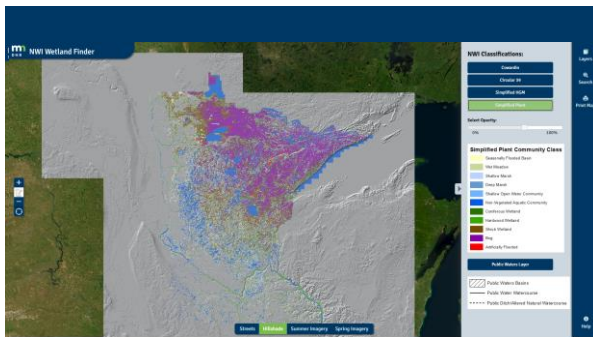 NWI Wetland Finder
NWI Classifications:
Cowardin
Circular 39
Simplified HGM
Simplified Plant
Select Opacity:
0% 100%
Simplified Plant Community Class
Seasonally Flooded Basin
Wet Meadow
Shallow Marsh
Deep Marsh
Shallow Open Water Community
Non-Vegetated Aquatic Community
Coniferous Wetland
Hardwood Wetland
Shrub Wetland
Bog
Artificially Flooded
Public Waters Layer
Public Waters Basins
Public Water Watercourse
Public Ditch/Altered Natural Watercourse
Streets Hillshade Summer Imagery Spring Imagery
Layers
Search
Print Map
Help